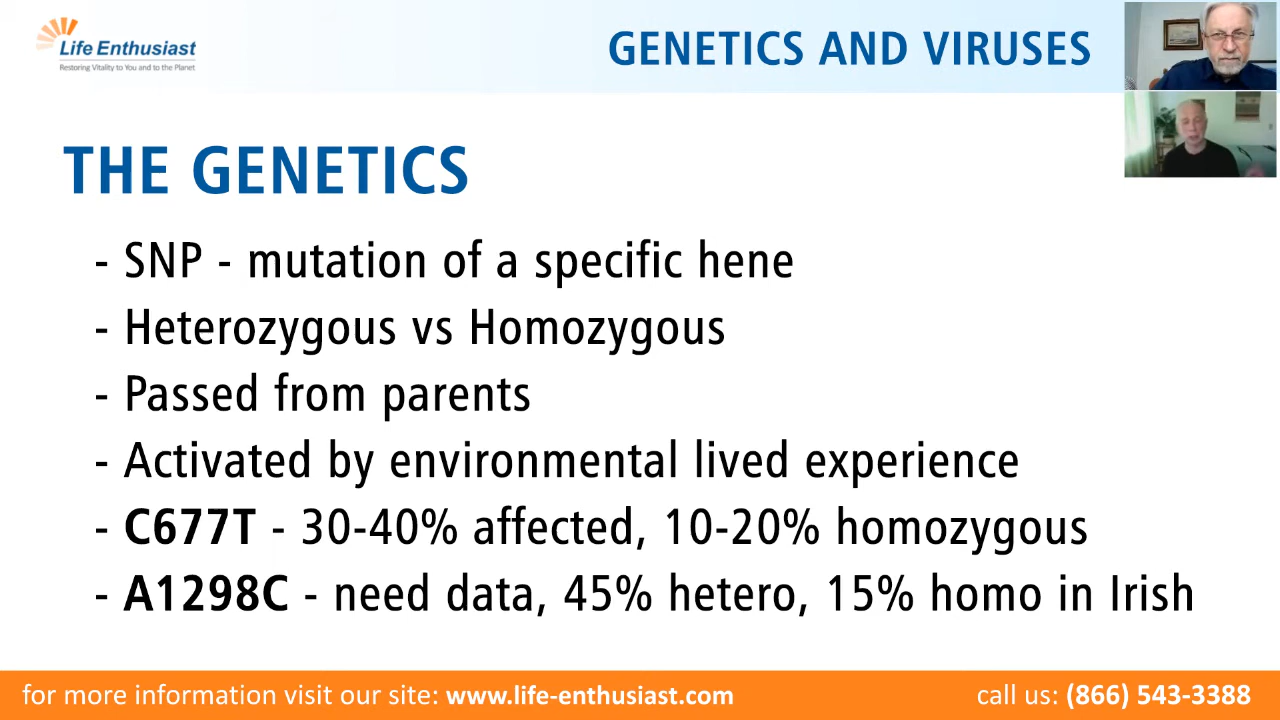 Life Enthusiast
Restoring Vitality to You and to the Planet
GENETICS AND VIRUSES
THE GENETICS
- SNP - mutation of a specific hene
- Heterozygous vs Homozygous
- Passed from parents
- Activated by environmental lived experience
- C677T - 30-40% affected, 10-20% homozygous
- A1298C - need data, 45% hetero, 15% homo in Irish
for more information visit our site: www.life-enthusiast.com
call us: (866) 543-3388